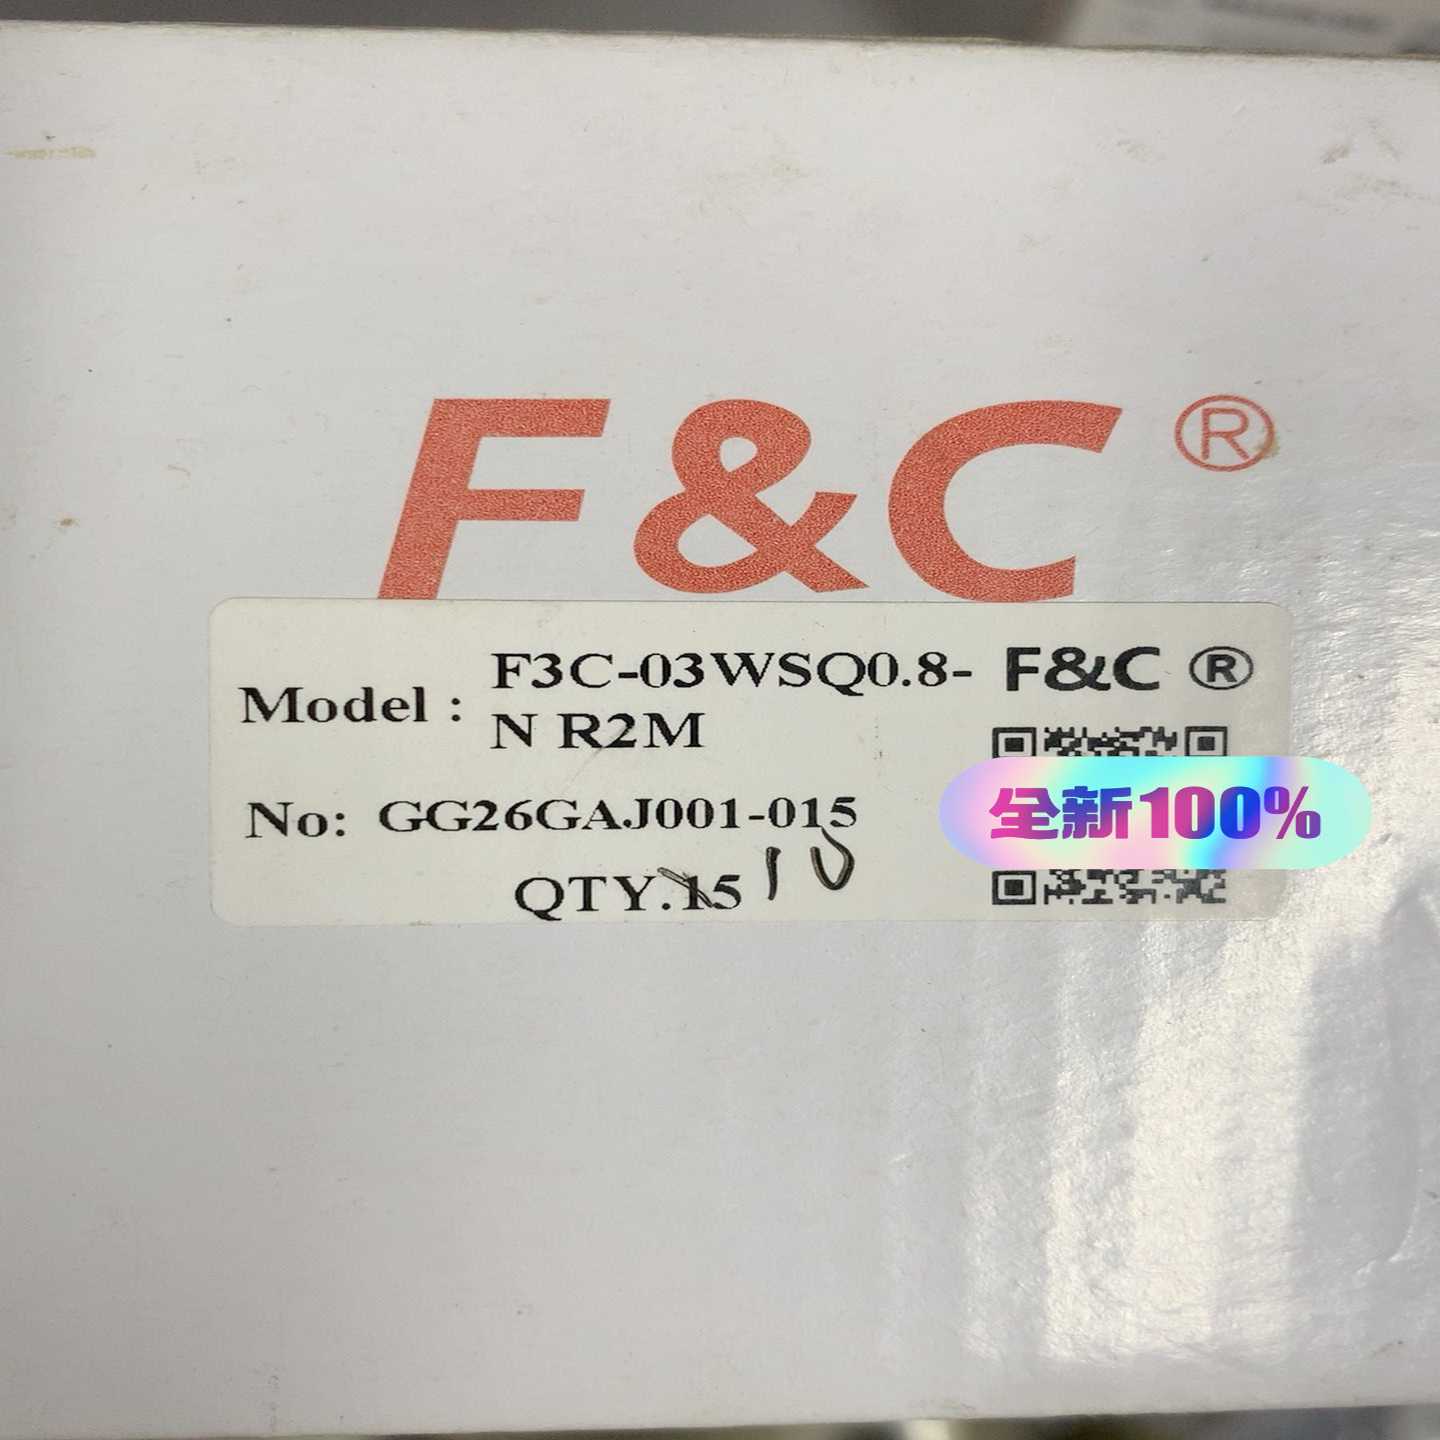 F&C ®
Model : F3C-03WSQ0.8-
N R2M
F&C ®
No: GG26GAJ001-015
QTY.15 10
全新100%